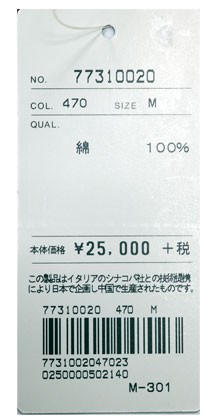 NO. 77310020
COL. 470 SIZE M
QUAL.
綿 100%
本体価格 ¥25,000 +税
この製品はイタリアのシナコバ社との技術提携
により日本で企画し中国で生産されたものです。
77310020 470 M
7731002047023
0250000502140
M-301